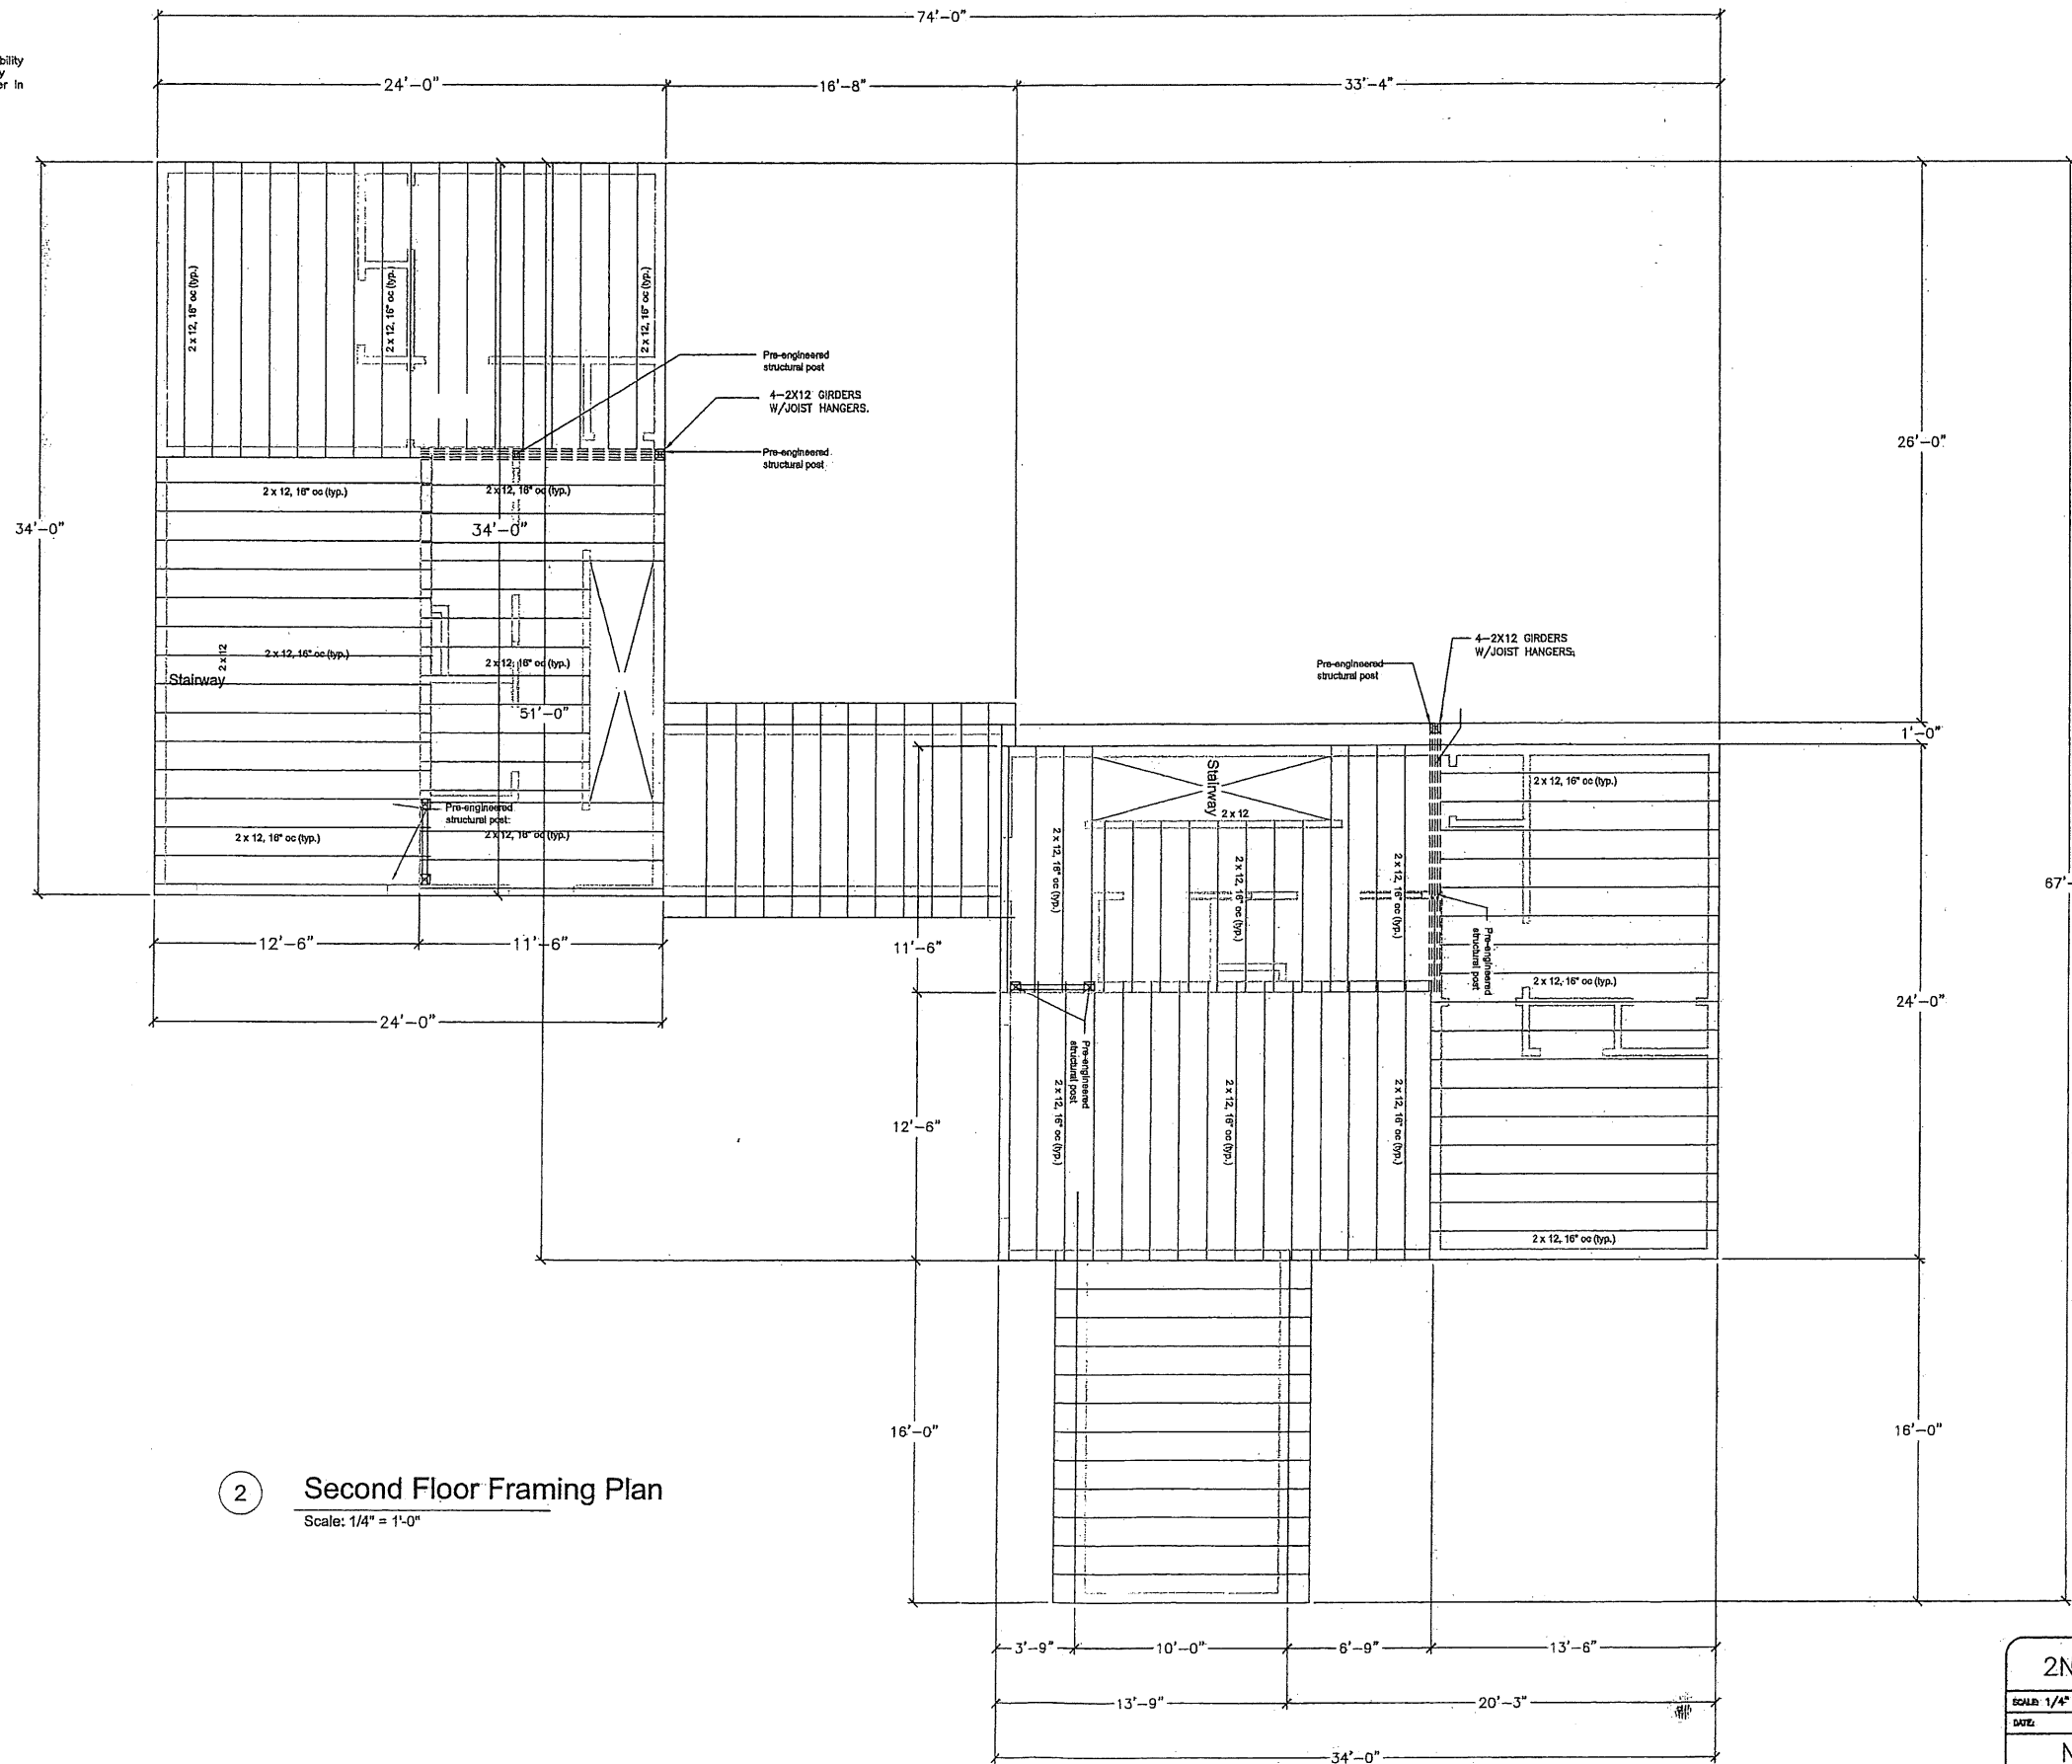 74'-0"
bility
y
er in
24'-0"
16'-8"
33'-4"
2 x 12, 16" oc (typ.)
2 x 12, 16" oc (typ.)
2 x 12, 16" oc (typ.)
Pre-engineered
structural post
4-2X12 GIRDERS
W/JOIST HANGERS.
Pre-engineered
structural post
26'-0"
2 x 12, 16" oc (typ.)
2 x 12, 16" oc (typ.)
34'-0"
34'-0"
4-2X12 GIRDERS
W/JOIST HANGERS.
Pre-engineered
structural post
2 x 12
2 x 12, 16" oc (typ.)
2 x 12, 16" oc (typ.)
Stairway
51'-0"
1'-0"
Stairway
2 x 12, 16" oc (typ.)
Pre-engineered
structural post
2 x 12
2 x 12, 16" oc (typ.)
2 x 12, 16" oc (typ.)
2 x 12, 16" oc (typ.)
2 x 12, 16" oc (typ.)
2 x 12, 16" oc (typ.)
67'-
12'-6"
11'-6"
11'-6"
Pre-engineered
structural post
2 x 12, 16" oc (typ.)
24'-0"
24'-0"
Pre-engineered
structural post
12'-6"
2 x 12, 16" oc (typ.)
2 x 12, 16" oc (typ.)
2 x 12, 16" oc (typ.)
2 x 12, 16" oc (typ.)
16'-0"
16'-0"
2 Second Floor Framing Plan
Scale: 1/4" = 1'-0"
3'-9"
10'-0"
6'-9"
13'-6"
2N
13'-9"
20'-3"
SCALE: 1/4"
DATE:
34'-0"